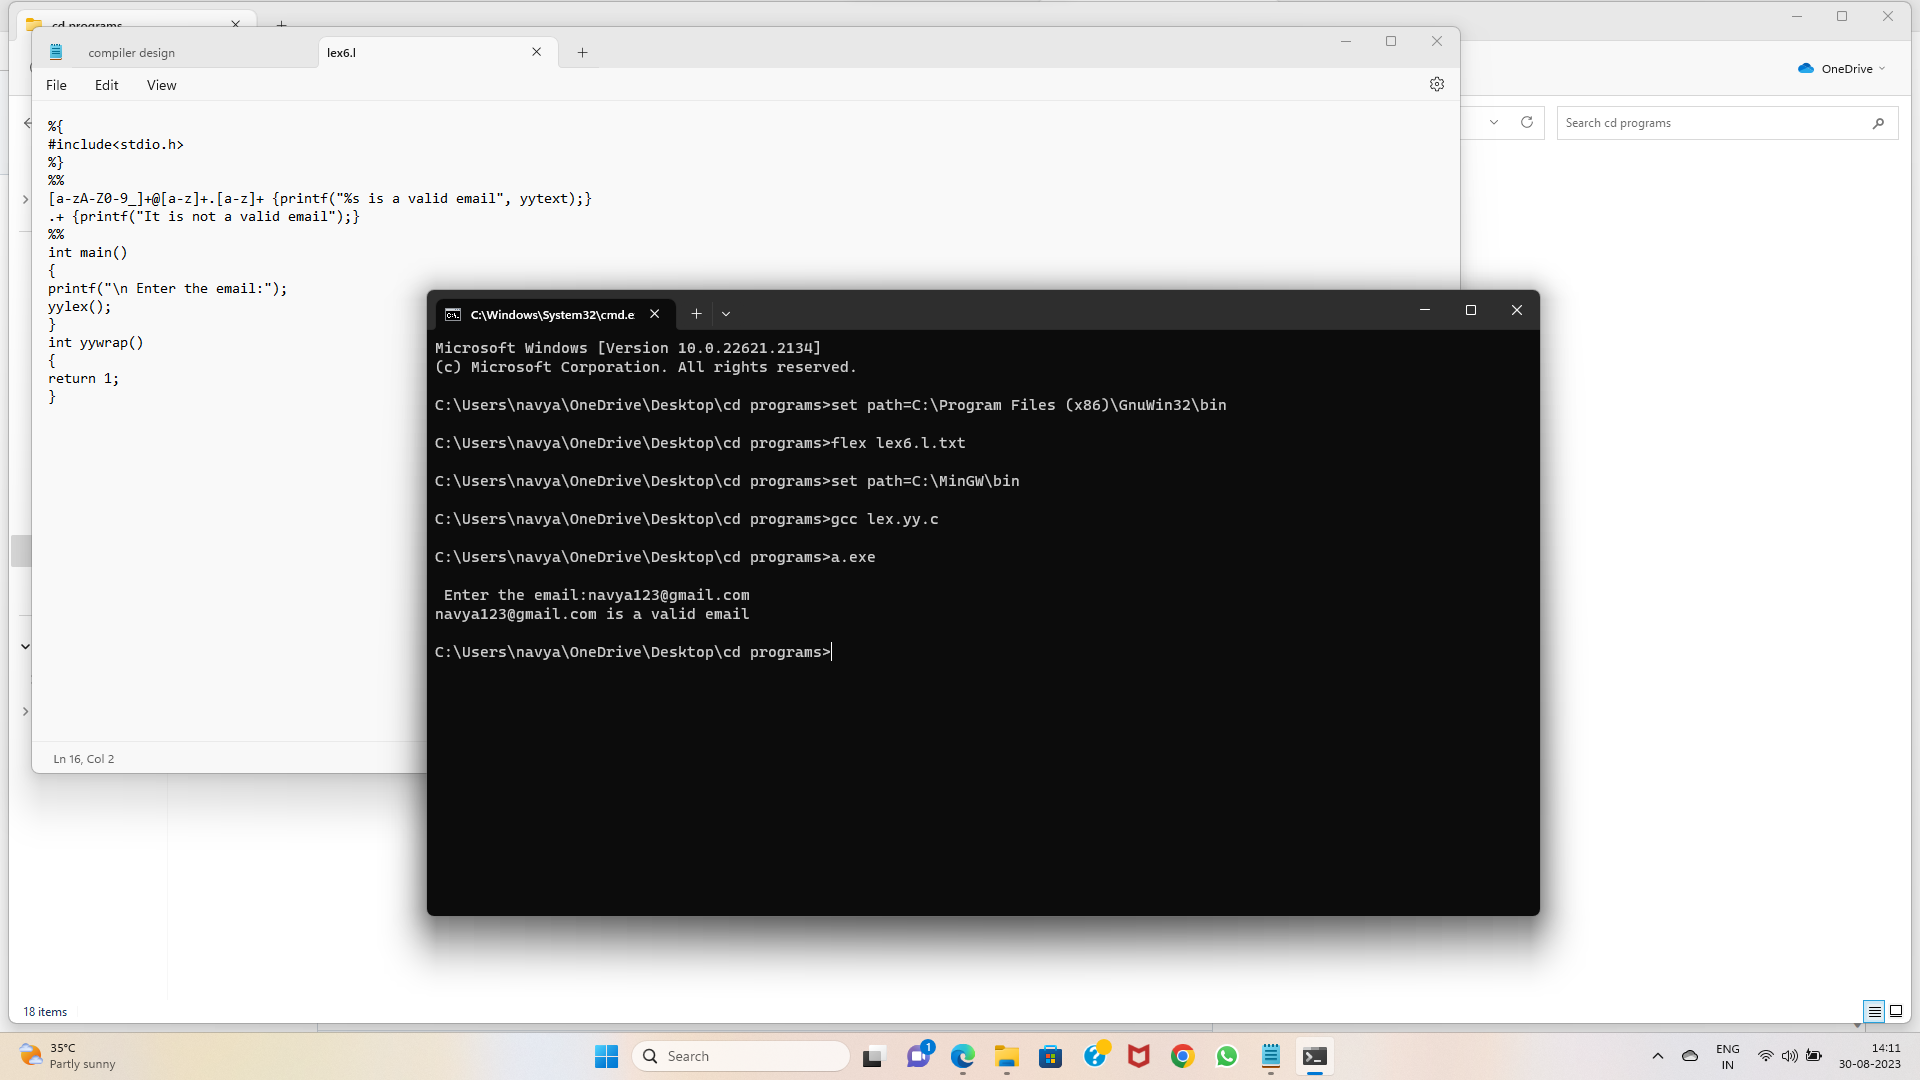 cd programs
compiler design
lex6.l
File Edit View
OneDrive
Search cd programs
%{
#include<stdio.h>
%}
%%
[a-zA-Z0-9_]+@[a-z]+.[a-z]+ {printf("%s is a valid email", yytext);}
.+ {printf("It is not a valid email");}
%%
int main()
{
printf("\n Enter the email:");
yylex();
}
int yywrap()
{
return 1;
}
Ln 16, Col 2
C:\Windows\System32\cmd.e
Microsoft Windows [Version 10.0.22621.2134]
(c) Microsoft Corporation. All rights reserved.
C:\Users\navya\OneDrive\Desktop\cd programs>set path=C:\Program Files (x86)\GnuWin32\bin
C:\Users\navya\OneDrive\Desktop\cd programs>flex lex6.l.txt
C:\Users\navya\OneDrive\Desktop\cd programs>set path=C:\MinGW\bin
C:\Users\navya\OneDrive\Desktop\cd programs>gcc lex.yy.c
C:\Users\navya\OneDrive\Desktop\cd programs>a.exe
Enter the email:navya123@gmail.com
navya123@gmail.com is a valid email
C:\Users\navya\OneDrive\Desktop\cd programs>
18 items
35°C
Partly sunny
Search
1
ENG
IN
14:11
30-08-2023